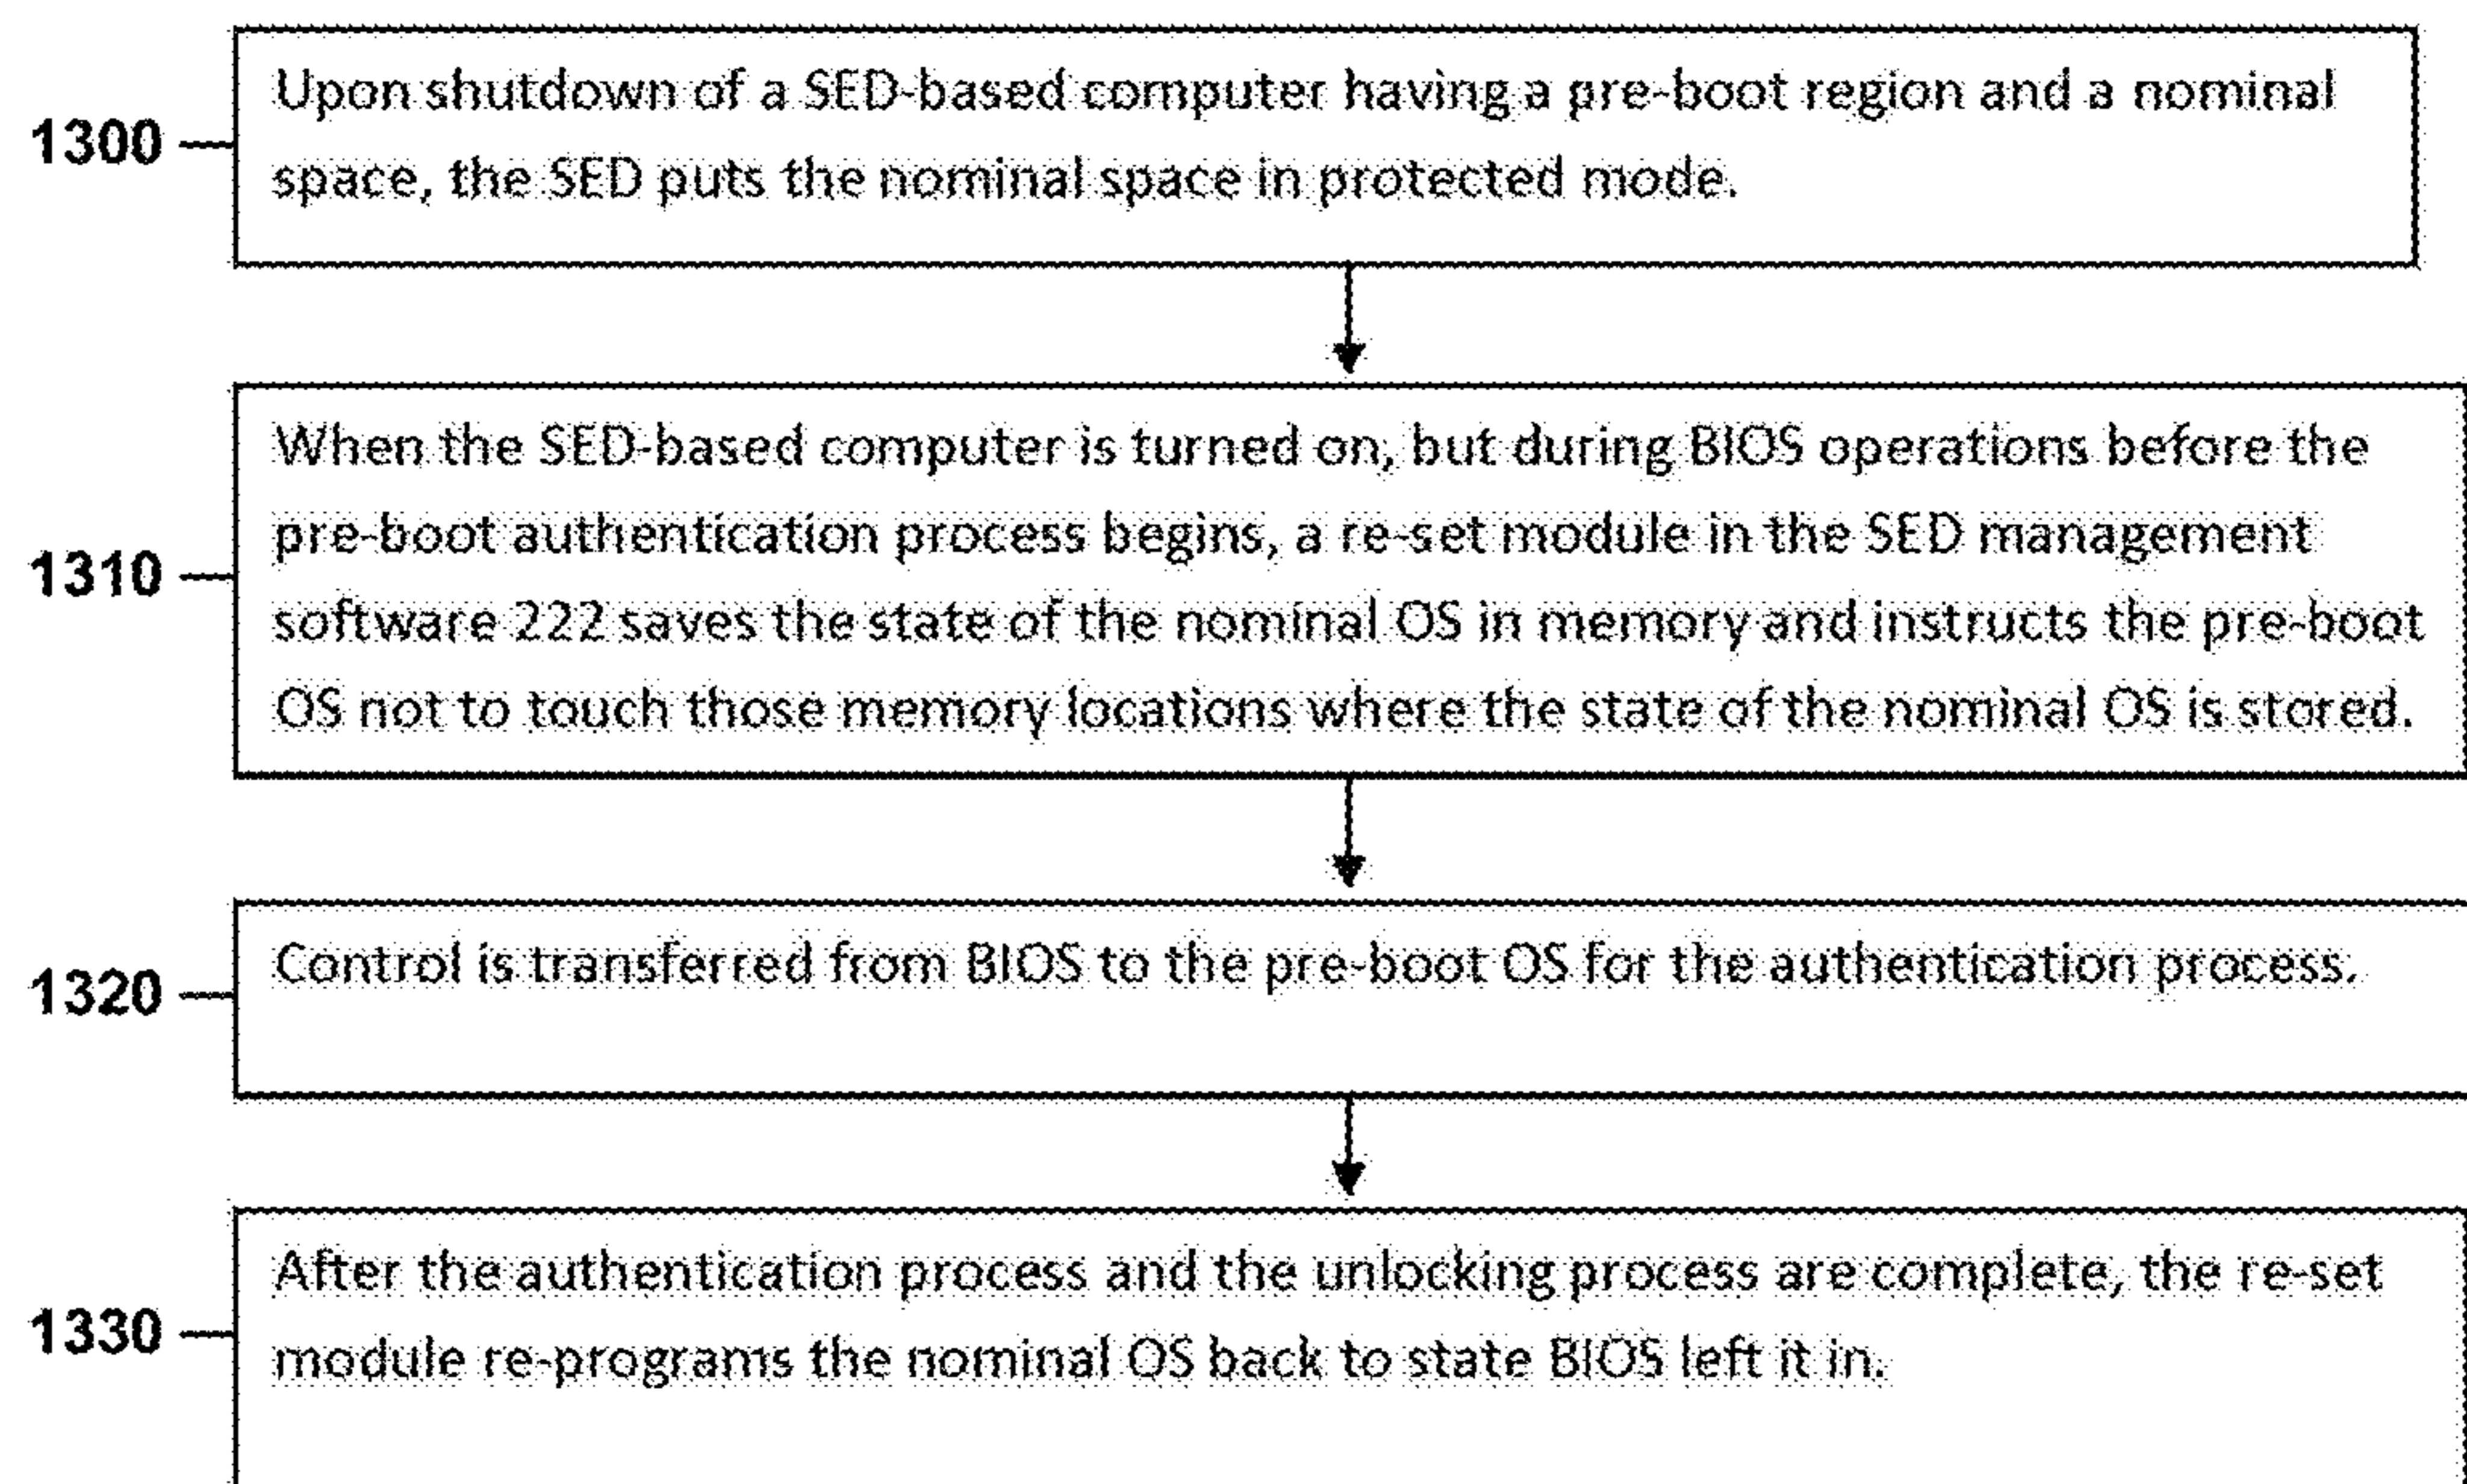 1300
Upon shutdown of a SED-based computer having a pre-boot region and a nominal
space, the SED puts the nominal space in protected mode.
1310
When the SED-based computer is turned on, but during BIOS operations before the
pre-boot authentication process begins, a re-set module in the SED management
software 222 saves the state of the nominal OS in memory and instructs the pre-boot
OS not to touch those memory locations where the state of the nominal OS is stored.
1320
Control is transferred from BIOS to the pre-boot OS for the authentication process.
1330
After the authentication process and the unlocking process are complete, the re-set
module re-programs the nominal OS back to state BIOS left it in.